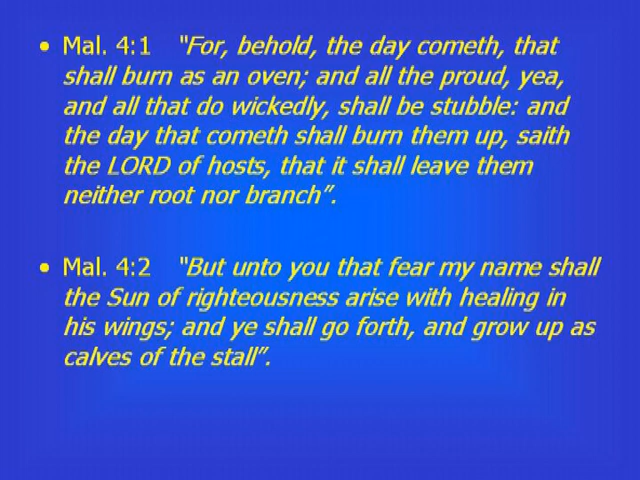 • Mal. 4:1 "For, behold, the day cometh, that
shall burn as an oven; and all the proud, yea,
and all that do wickedly, shall be stubble: and
the day that cometh shall burn them up, saith
the LORD of hosts, that it shall leave them
neither root nor branch”.
• Mal. 4:2 "But unto you that fear my name shall
the Sun of righteousness arise with healing in
his wings; and ye shall go forth, and grow up as
calves of the stall”.